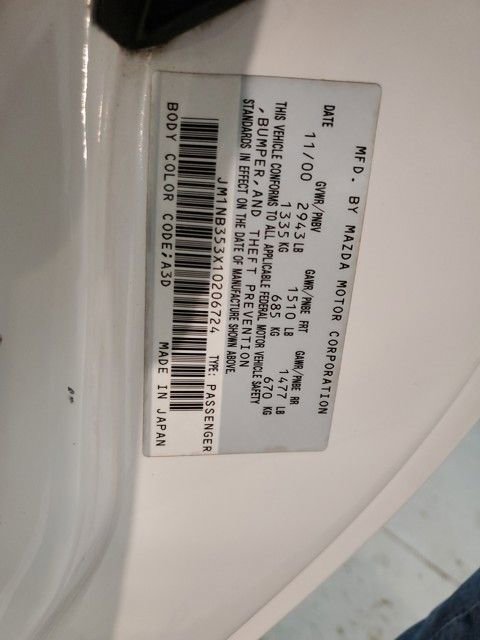 MFD. BY MAZDA MOTOR CORPORATION
DATE GVWR/PNBV GAWR/PNBE FRT GAWR/PNBE RR
11/00 2943 LB 1510 LB 1477 LB
1335 KG 685 KG 670 KG
THIS VEHICLE CONFORMS TO ALL APPLICABLE FEDERAL MOTOR VEHICLE SAFETY
, BUMPER, AND THEFT PREVENTION
STANDARDS IN EFFECT ON THE DATE OF MANUFACTURE SHOWN ABOVE.
JM1NB353X10206724 TYPE: PASSENGER
BODY COLOR CODE;A3D MADE IN JAPAN